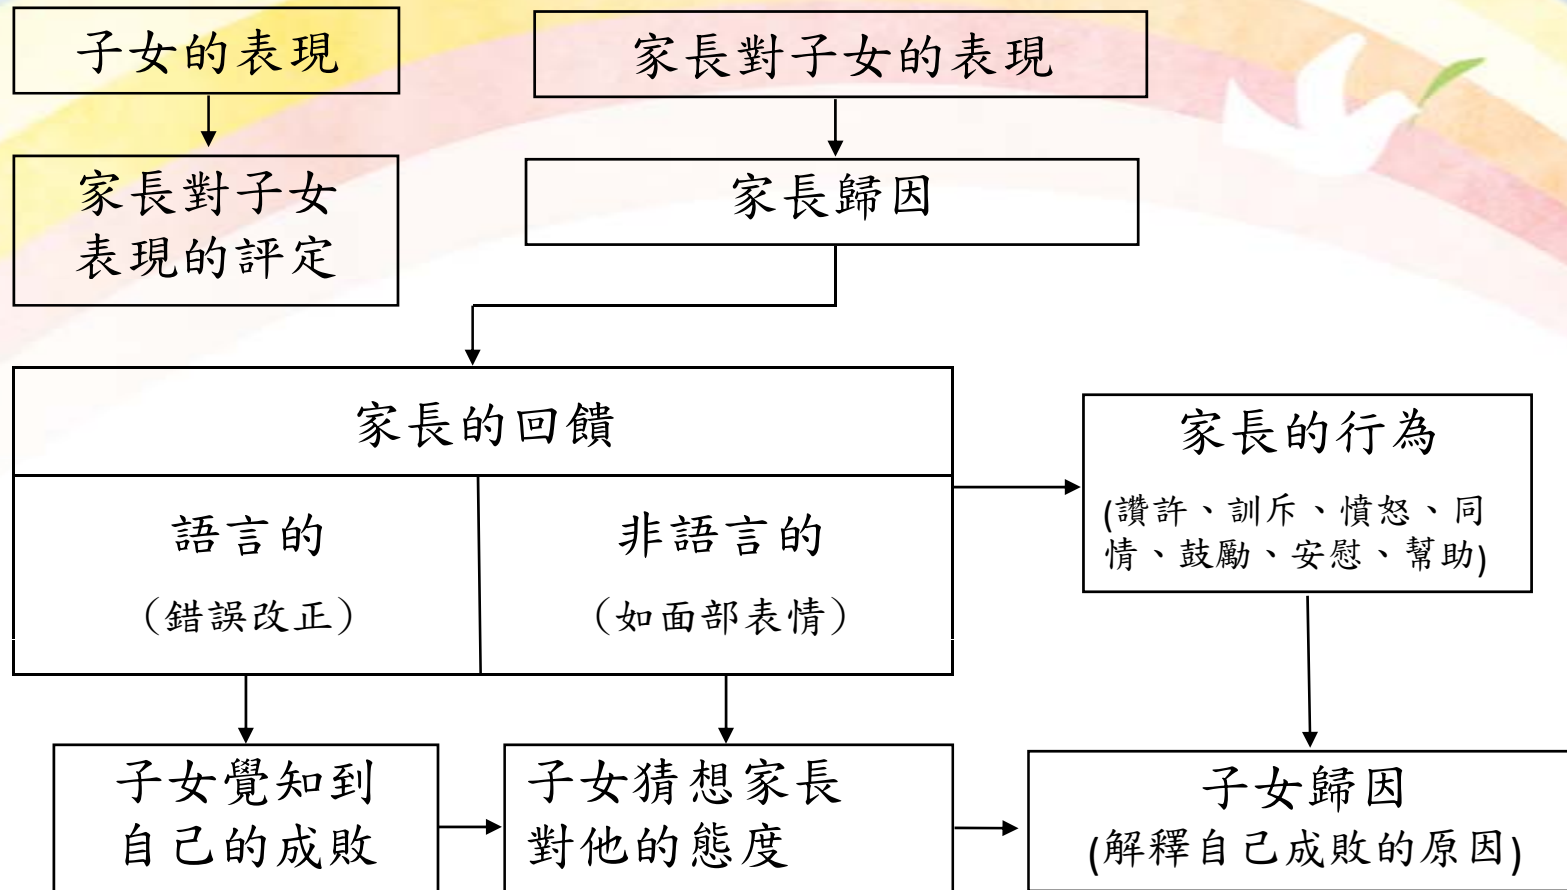 子女的表現
家長對子女的表現
家長對子女
表現的評定
家長歸因
家長的回饋
語言的
(錯誤改正)
非語言的
(如面部表情)
家長的行為
(讚許、訓斥、憤怒、同
情、鼓勵、安慰、幫助)
子女覺知到
自己的成敗
子女猜想家長
對他的態度
子女歸因
(解釋自己成敗的原因)